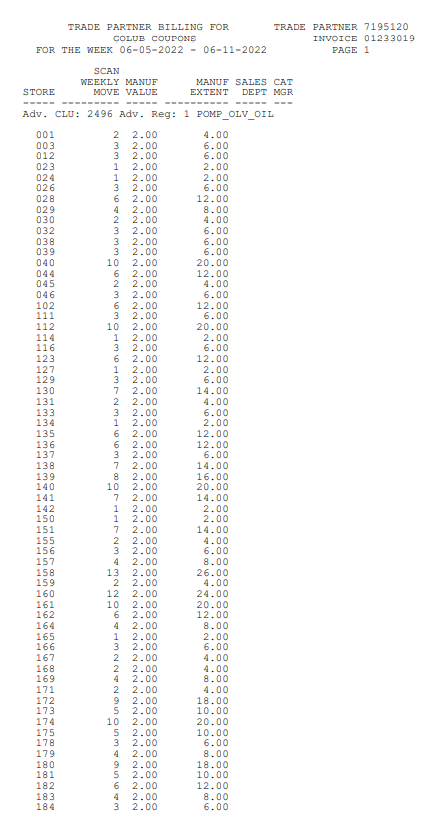 TRADE PARTNER BILLING FOR TRADE PARTNER 7195120
COLUB COUPONS INVOICE 01233019
FOR THE WEEK 06-05-2022 - 06-11-2022 PAGE 1
SCAN
WEEKLY MANUF MANUF SALES CAT
STORE MOVE VALUE EXTENT DEPT MGR
----- --------- ----- ---------- ----- ---
Adv. CLU: 2496 Adv. Reg: 1 POMP_OLV_OIL
001 2 2.00 4.00
003 3 2.00 6.00
012 3 2.00 6.00
023 1 2.00 2.00
024 1 2.00 2.00
026 3 2.00 6.00
028 6 2.00 12.00
029 4 2.00 8.00
030 2 2.00 4.00
032 3 2.00 6.00
038 3 2.00 6.00
039 3 2.00 6.00
040 10 2.00 20.00
044 6 2.00 12.00
045 2 2.00 4.00
046 3 2.00 6.00
102 6 2.00 12.00
111 3 2.00 6.00
112 10 2.00 20.00
114 1 2.00 2.00
116 3 2.00 6.00
123 6 2.00 12.00
127 1 2.00 2.00
129 3 2.00 6.00
130 7 2.00 14.00
131 2 2.00 4.00
133 3 2.00 6.00
134 1 2.00 2.00
135 6 2.00 12.00
136 6 2.00 12.00
137 3 2.00 6.00
138 7 2.00 14.00
139 8 2.00 16.00
140 10 2.00 20.00
141 7 2.00 14.00
142 1 2.00 2.00
150 1 2.00 2.00
151 7 2.00 14.00
155 2 2.00 4.00
156 3 2.00 6.00
157 4 2.00 8.00
158 13 2.00 26.00
159 2 2.00 4.00
160 12 2.00 24.00
161 10 2.00 20.00
162 6 2.00 12.00
164 4 2.00 8.00
165 1 2.00 2.00
166 3 2.00 6.00
167 2 2.00 4.00
168 2 2.00 4.00
169 4 2.00 8.00
171 2 2.00 4.00
172 9 2.00 18.00
173 5 2.00 10.00
174 10 2.00 20.00
175 5 2.00 10.00
178 3 2.00 6.00
179 4 2.00 8.00
180 9 2.00 18.00
181 5 2.00 10.00
182 6 2.00 12.00
183 4 2.00 8.00
184 3 2.00 6.00